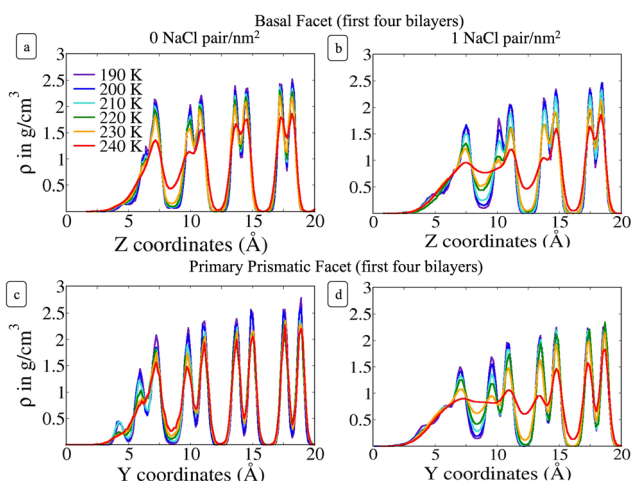 Basal Facet (first four bilayers)
0 NaCl pair/nm²
1 NaCl pair/nm²
a
3
2.5
2
1.5
1
0.5
ρ in g/cm³
190 K
200 K
210 K
220 K
230 K
240 K
0 5 10 15 20
Z coordinates (Å)
b
3
2.5
2
1.5
1
0.5
0 5 10 15 20
Z coordinates (Å)
Primary Prismatic Facet (first four bilayers)
c
3
2.5
2
1.5
1
0.5
0
ρ in g/cm³
0 5 10 15 20
Y coordinates (Å)
d
3
2.5
2
1.5
1
0.5
0 5 10 15 20
Y coordinates (Å)